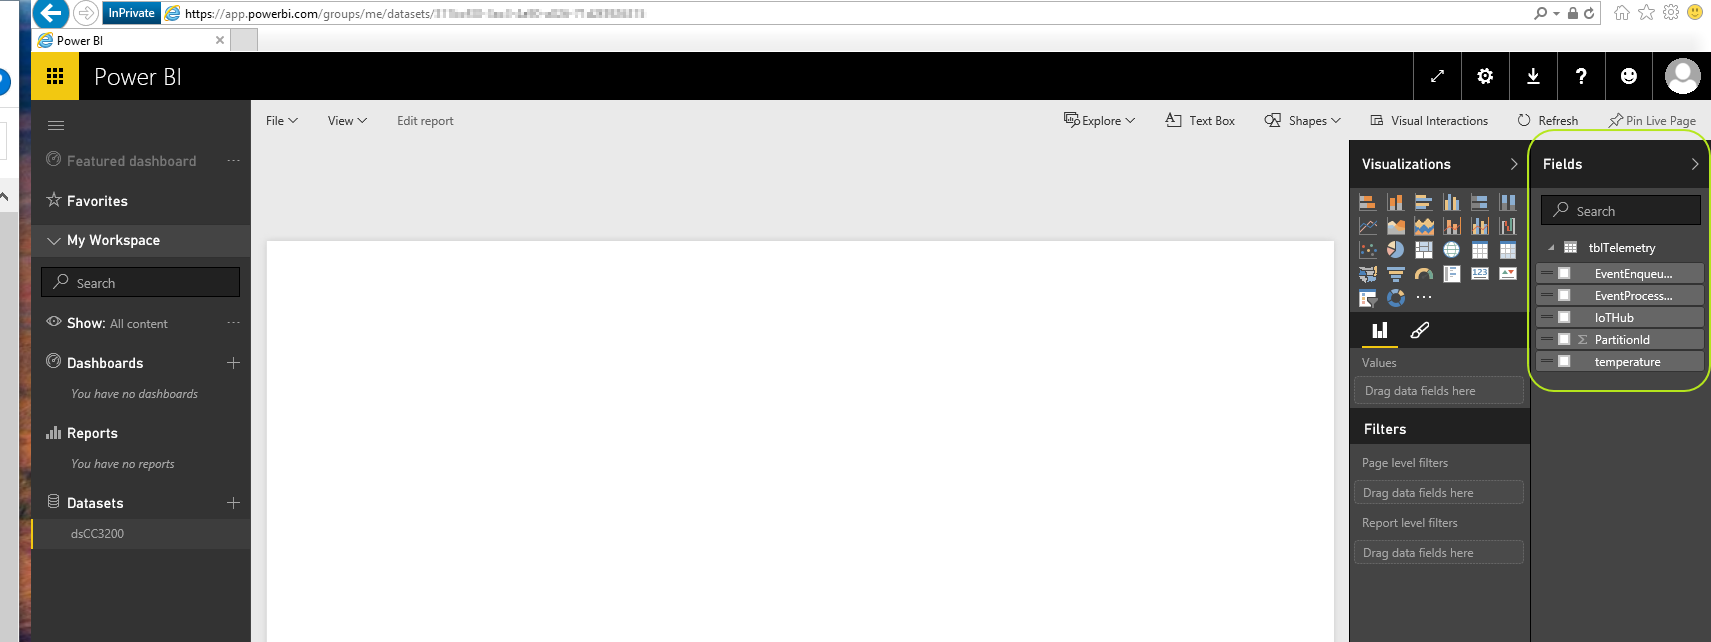 InPrivate https://app.powerbi.com/groups/me/datasets/
Power BI
Power BI
File View Edit report Explore Text Box Shapes Visual Interactions Refresh Pin Live Page
Featured dashboard
Favorites
My Workspace
Search
Show: All content
Dashboards
You have no dashboards
Reports
You have no reports
Datasets
dsCC3200
Visualizations
123
Values
Drag data fields here
Filters
Page level filters
Drag data fields here
Report level filters
Drag data fields here
Fields
Search
tblTelemetry
EventEnqueu...
EventProcess...
IoTHub
Σ PartitionId
temperature